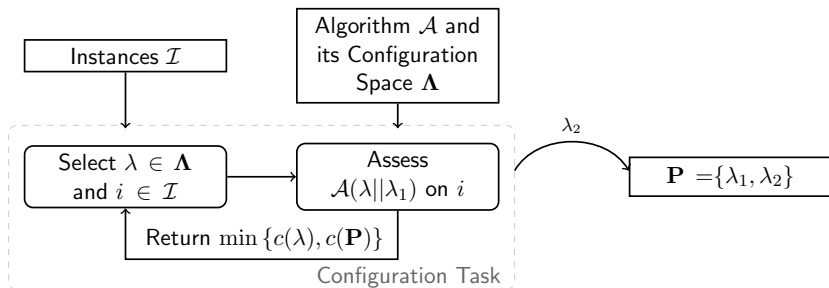 Instances ℐ
Algorithm 𝒜 and
its Configuration
Space 𝚲
Select λ ∈ 𝚲
and i ∈ ℐ
Assess
𝒜(λ||λ₁) on i
λ₂
𝐏 ={λ₁, λ₂}
Return min {c(λ), c(𝐏)}
Configuration Task